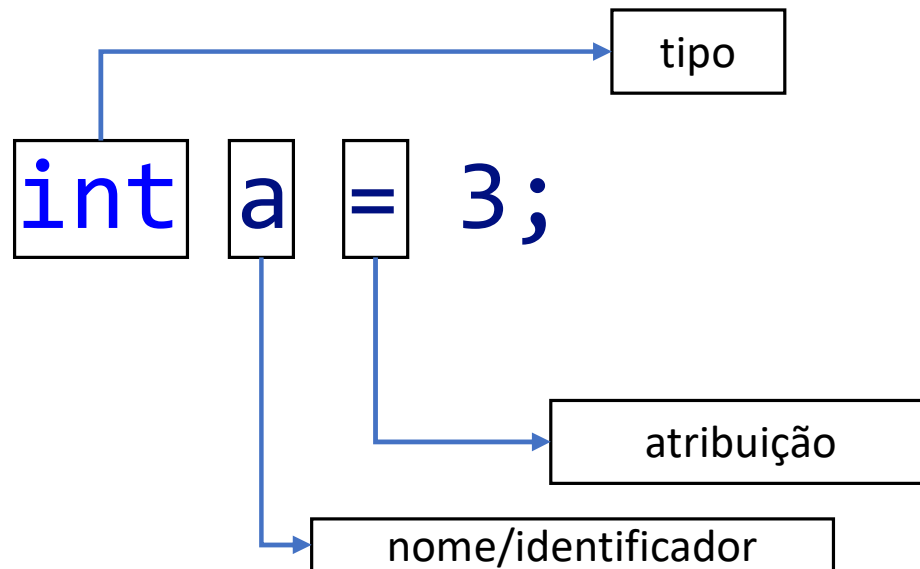 tipo
int a = 3;
atribuição
nome/identificador